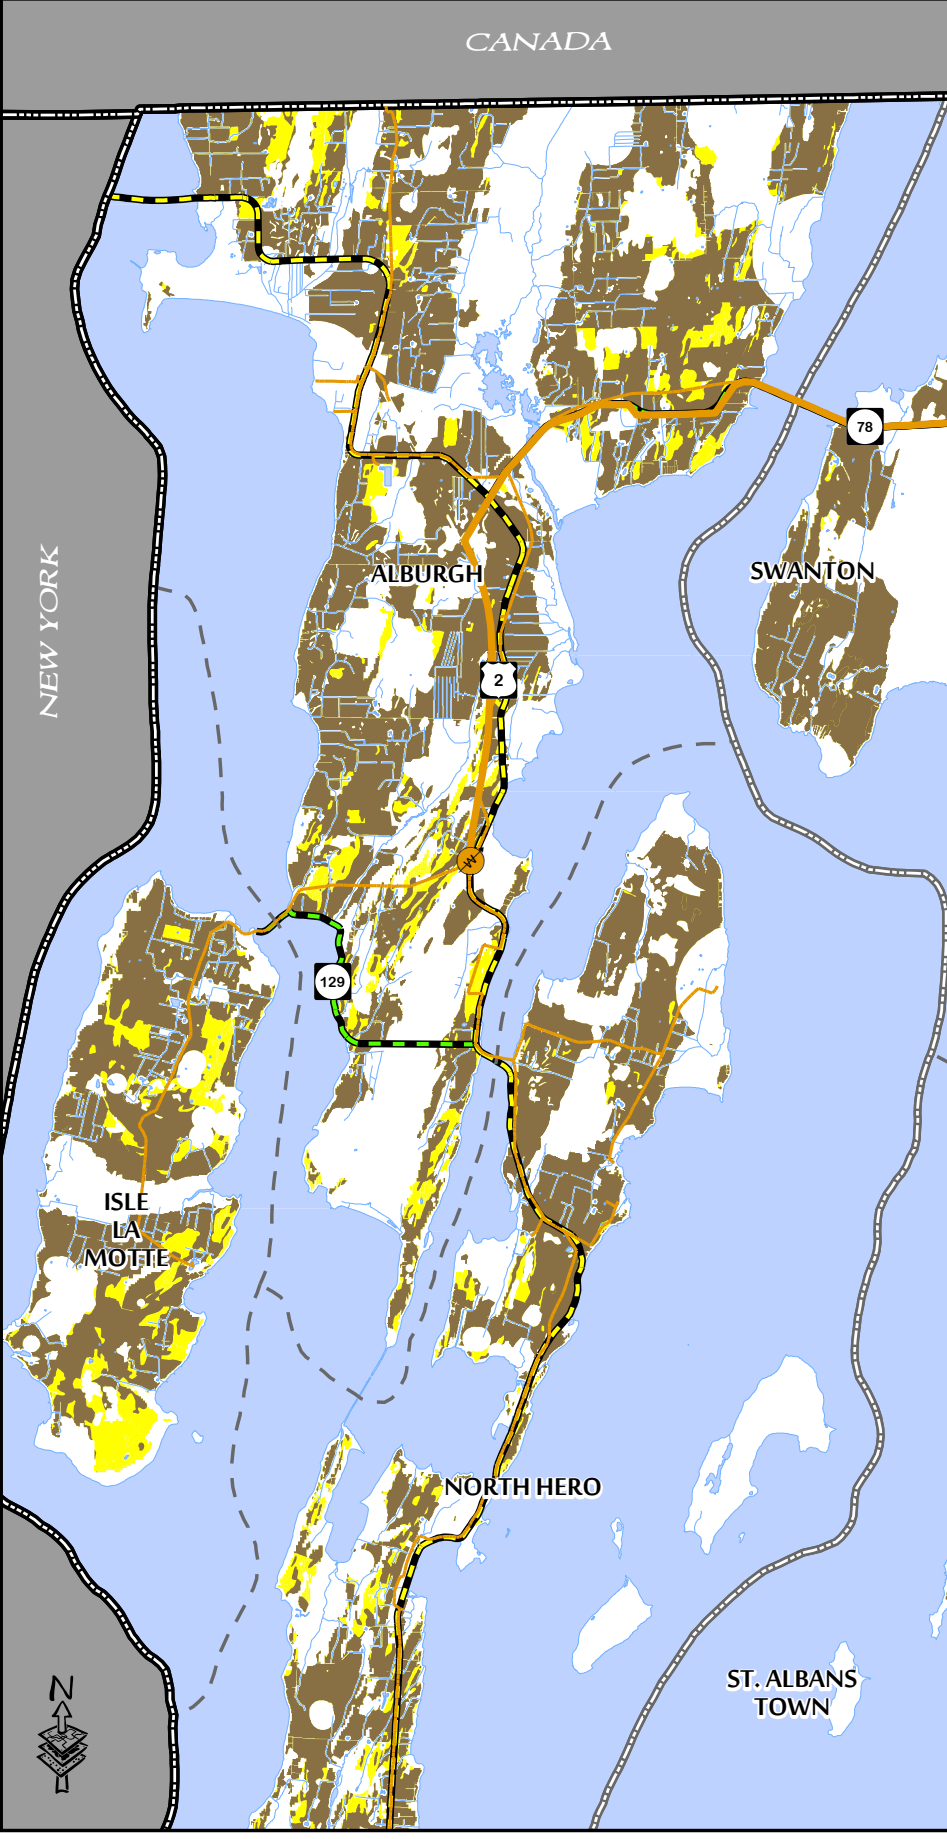 CANADA
78
NEW YORK
ALBURGH
SWANTON
2
W
129
ISLE
LA
MOTTE
NORTH HERO
ST. ALBANS
TOWN
N